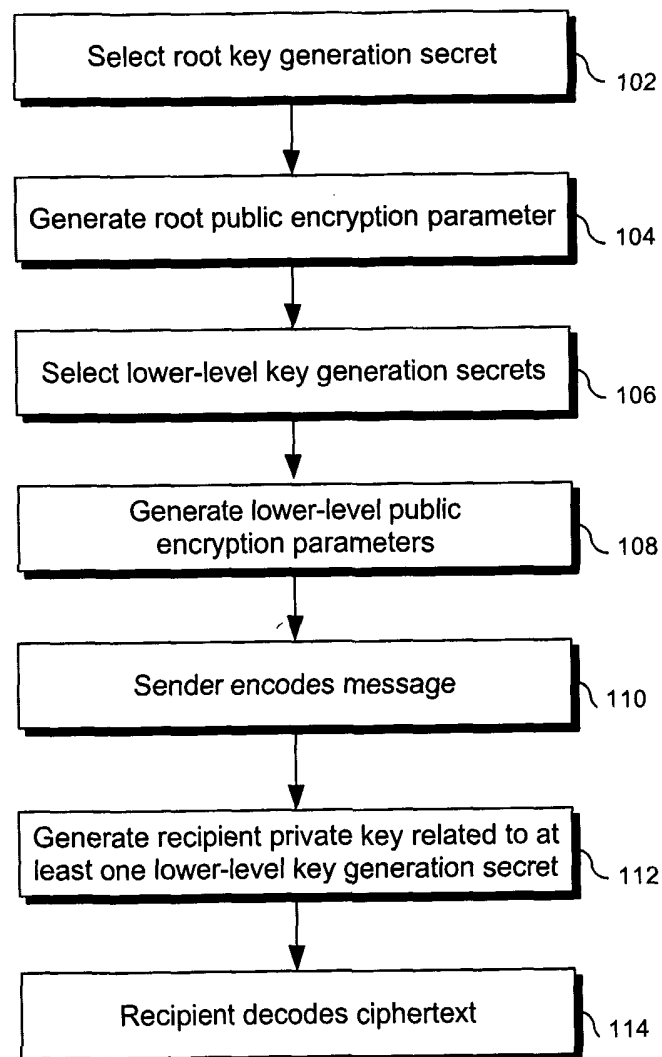 Select root key generation secret
102
Generate root public encryption parameter
104
Select lower-level key generation secrets
106
Generate lower-level public
encryption parameters
108
Sender encodes message
110
Generate recipient private key related to at
least one lower-level key generation secret
112
Recipient decodes ciphertext
114